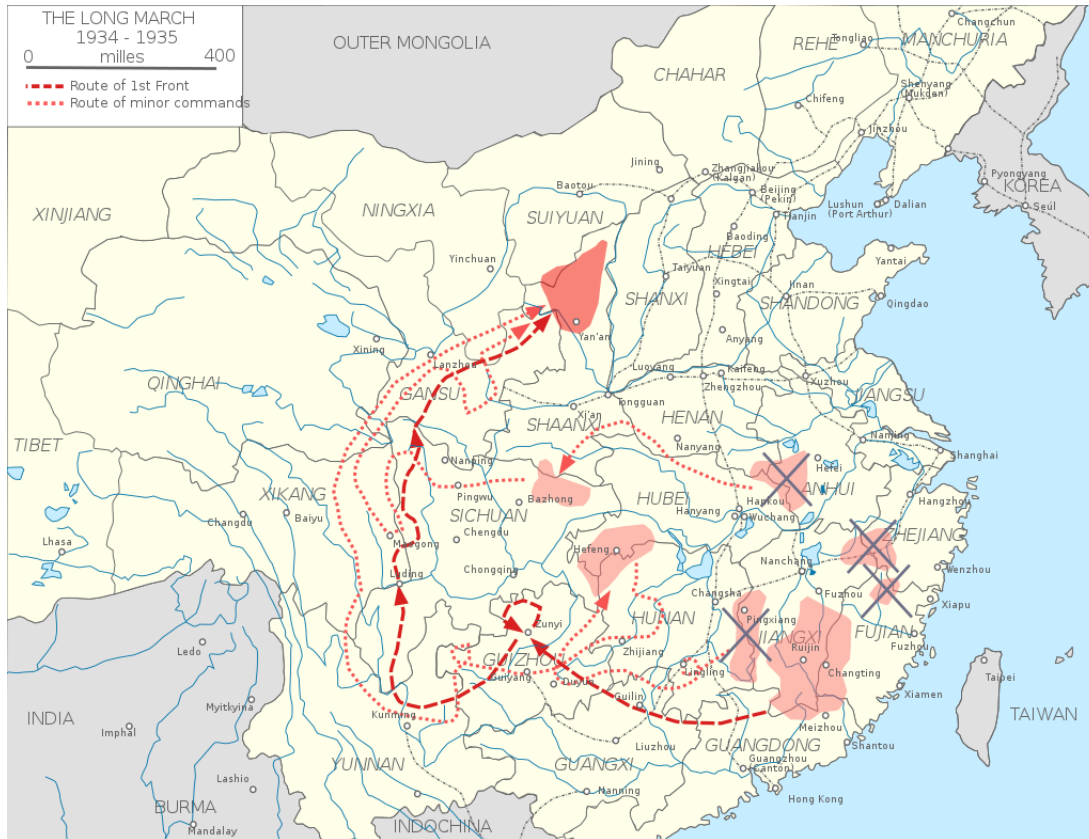 THE LONG MARCH
1934 - 1935
milles
0 400
Route of 1st Front
Route of minor commands
OUTER MONGOLIA
REHE
MANCHURIA
CHAHAR
Changchun
Tongliao
Shenyang
(Mukden)
Chifeng
Jinzhou
Jining
Zhangjiakou
(Kalgan)
Baotou
Beijing
(Pekin)
Lushun
(Port Arthur)
Dalian
Pyongyang
KOREA
Seúl
XINJIANG
NINGXIA
SUIYUAN
Tianjin
Baoding
HEBEI
Yantai
Yinchuan
Taiyuan
Xingtai
Jinan
SHANXI
SHANDONG
Qingdao
Yan'an
Anyang
Xining
Lanzhou
Luoyang
Kaifeng
Zhengzhou
Xuzhou
QINGHAI
GANSU
JIANGSU
Xi'an
Tongguan
SHAANXI
HENAN
TIBET
Nanyang
Nanjing
Shanghai
Nanping
Hefei
XIKANG
Pingwu
Bazhong
HUBEI
ANHUI
Hankou
Hangzhou
Changdu
Baiyu
SICHUAN
Hanyang
Wuchang
Lhasa
Maogong
Chengdu
Hefeng
ZHEJIANG
Chongqing
Nanchang
Wenzhou
Luding
Changsha
Fuzhou
Xiapu
Zunyi
HUNAN
Pingxiang
JIANGXI
FUJIAN
Ledo
Zhijiang
Ruijin
Fuzhou
GUIZHOU
Guiyang
Duyun
Lingling
Changting
Taipei
Myitkyina
Guilin
Xiamen
INDIA
Imphal
Kunming
Meizhou
TAIWAN
Liuzhou
GUANGDONG
Shantou
Lashio
YUNNAN
GUANGXI
Guangzhou
(Canton)
Nanning
Hong Kong
BURMA
Mandalay
INDOCHINA